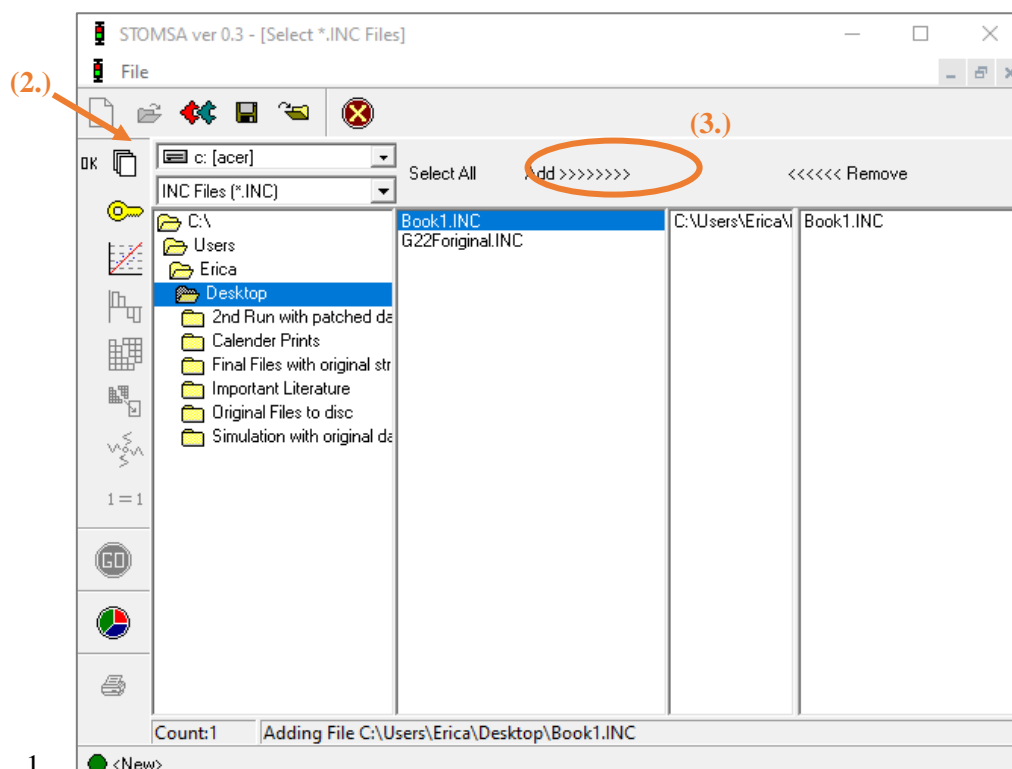 STOMSA ver 0.3 - [Select *.INC Files]
File
(2.)
(3.)
OK
c: [acer]
INC Files (*.INC)
Select All
Add >>>>>>>>
<<<<<< Remove
C:\
Users
Erica
Desktop
2nd Run with patched da
Calender Prints
Final Files with original str
Important Literature
Original Files to disc
Simulation with original da
Book1.INC
G22Foriginal.INC
C:\Users\Erica\I
Book1.INC
1 = 1
GO
Count:1
Adding File C:\Users\Erica\Desktop\Book1.INC
1
<New>